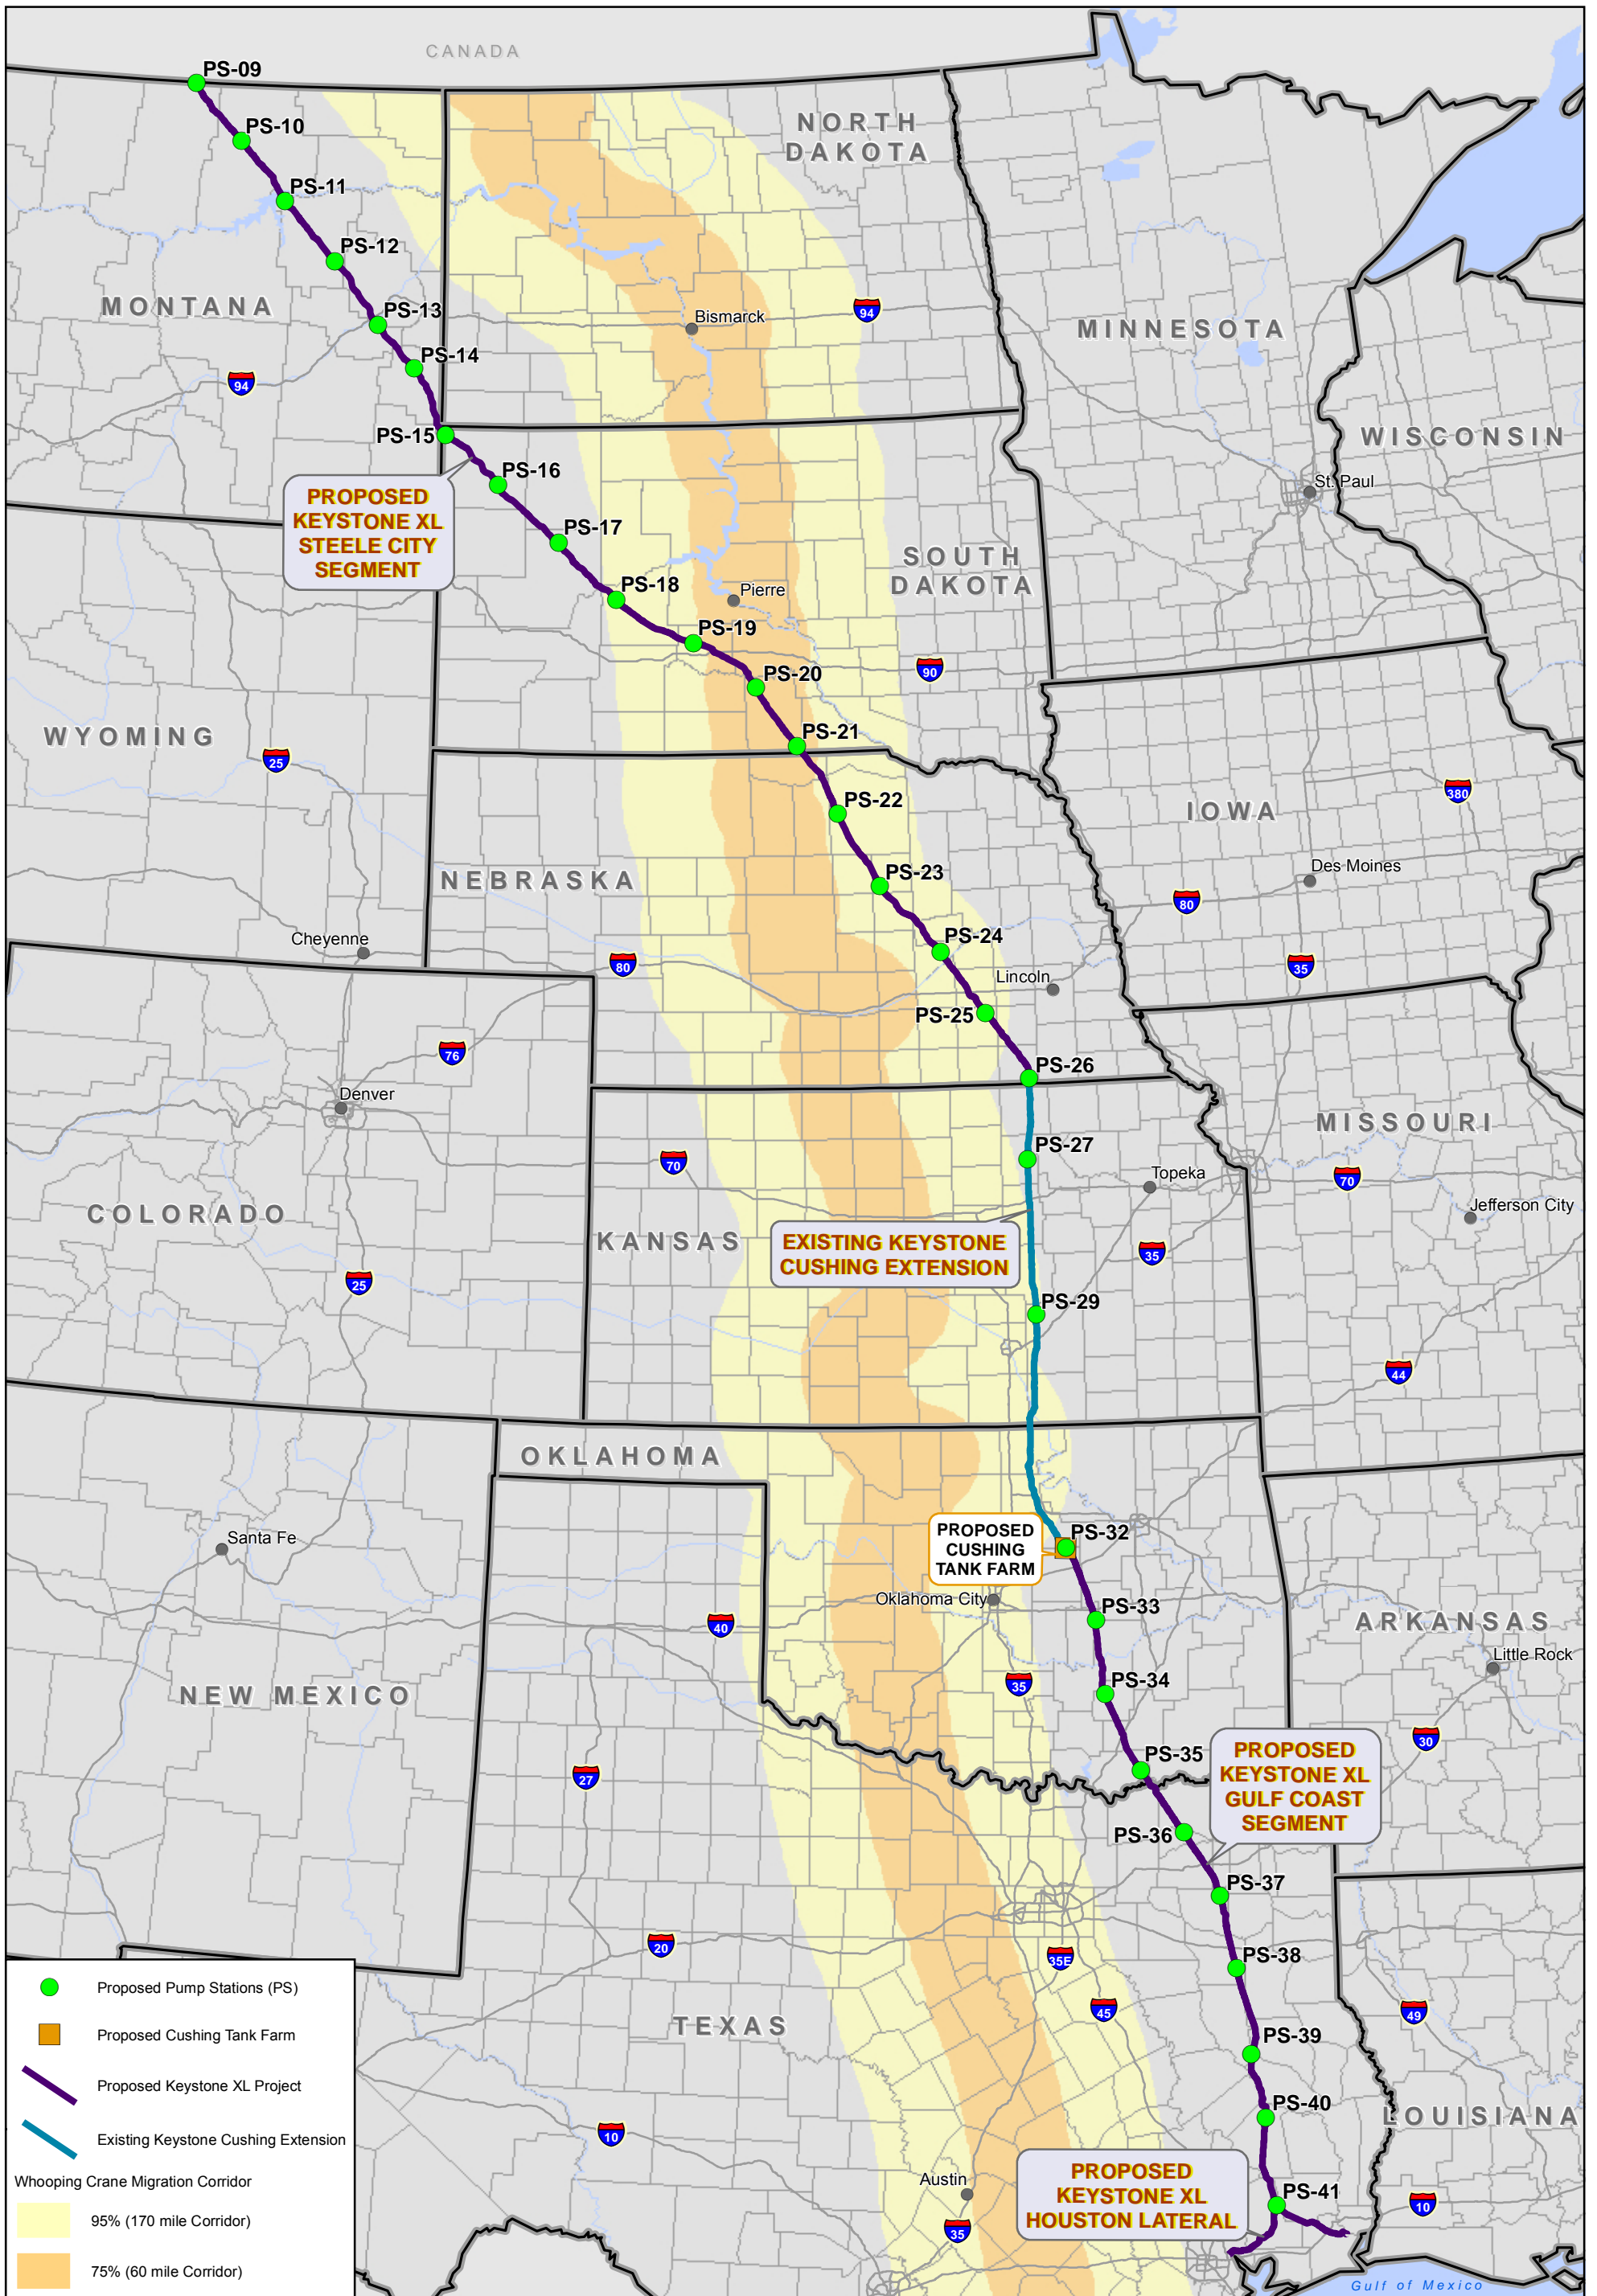 CANADA
PS-09
PS-10
NORTH
DAKOTA
PS-11
PS-12
MONTANA
PS-13
Bismarck
94
MINNESOTA
PS-14
94
PS-15
WISCONSIN
PS-16
St. Paul
PROPOSED
KEYSTONE XL
STEELE CITY
SEGMENT
PS-17
SOUTH
DAKOTA
PS-18
Pierre
PS-19
90
PS-20
WYOMING
PS-21
25
380
PS-22
IOWA
Des Moines
NEBRASKA
PS-23
80
Cheyenne
PS-24
80
35
Lincoln
PS-25
76
PS-26
Denver
MISSOURI
PS-27
70
Topeka
70
Jefferson City
COLORADO
KANSAS
EXISTING KEYSTONE
CUSHING EXTENSION
35
25
PS-29
44
OKLAHOMA
Santa Fe
PROPOSED
CUSHING
TANK FARM
PS-32
Oklahoma City
PS-33
40
ARKANSAS
Little Rock
NEW MEXICO
35
PS-34
30
PS-35
PROPOSED
KEYSTONE XL
GULF COAST
SEGMENT
27
PS-36
PS-37
20
35E
PS-38
45
49
TEXAS
PS-39
PS-40
LOUISIANA
10
Austin
PROPOSED
KEYSTONE XL
HOUSTON LATERAL
PS-41
10
35
Gulf of Mexico
Proposed Pump Stations (PS)
Proposed Cushing Tank Farm
Proposed Keystone XL Project
Existing Keystone Cushing Extension
Whooping Crane Migration Corridor
95% (170 mile Corridor)
75% (60 mile Corridor)